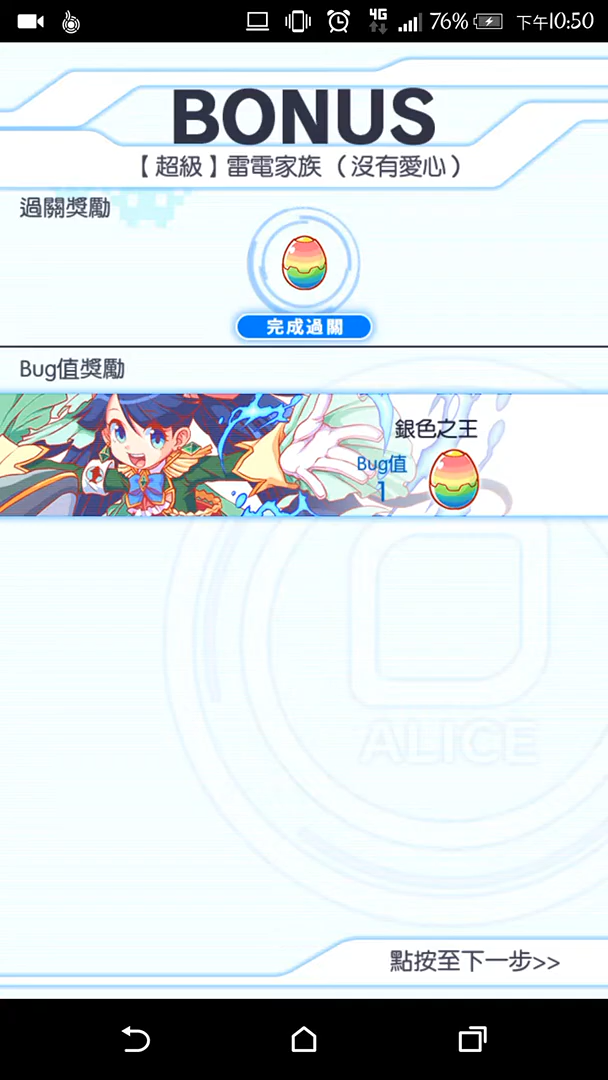 4G 76% 下午10:50
BONUS
【超級】雷電家族（沒有愛心）
過關獎勵
完成過關
Bug值獎勵
銀色之王
Bug值
1
ALICE
點按至下一步>>